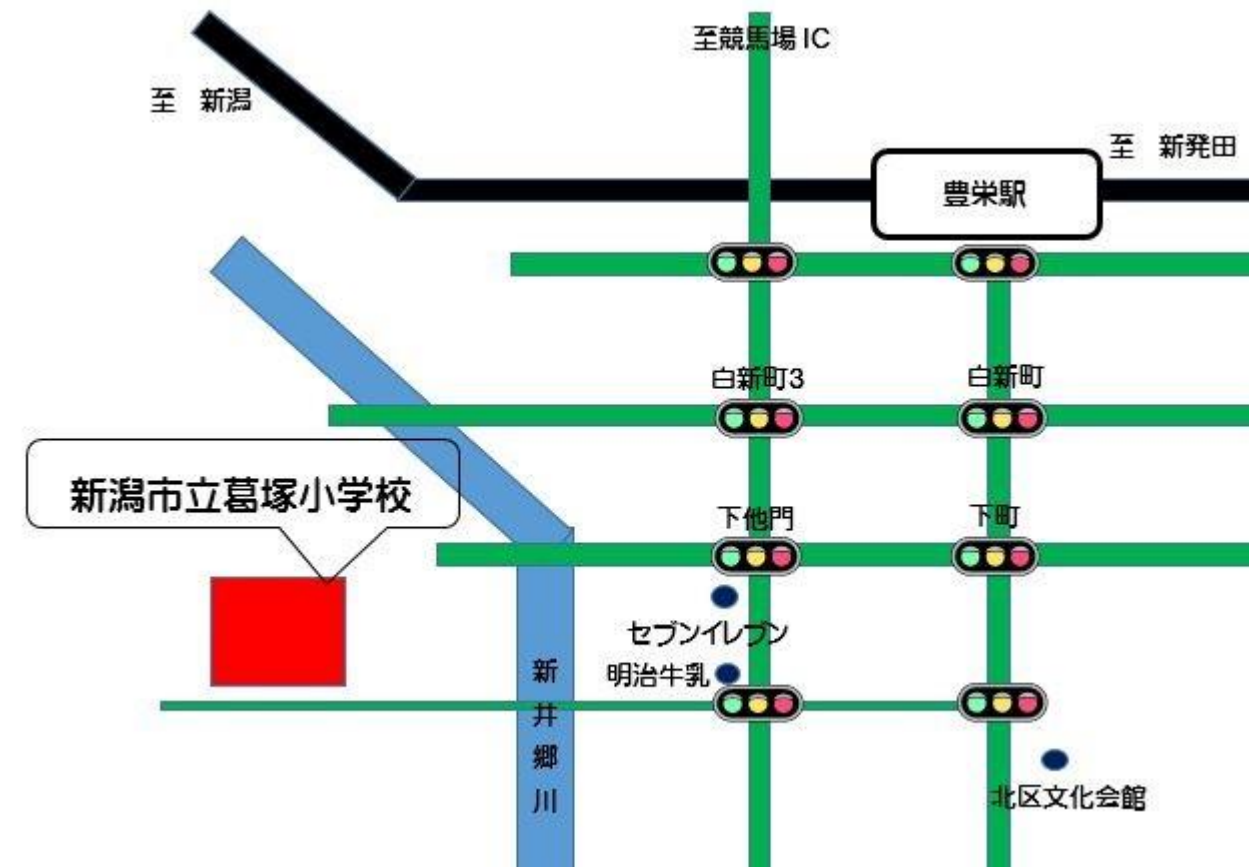 至競馬場 IC
至　新潟
至　新発田
豊栄駅
白新町3
白新町
新潟市立葛塚小学校
下他門
下町
セブンイレブン
明治牛乳
新井郷川
北区文化会館